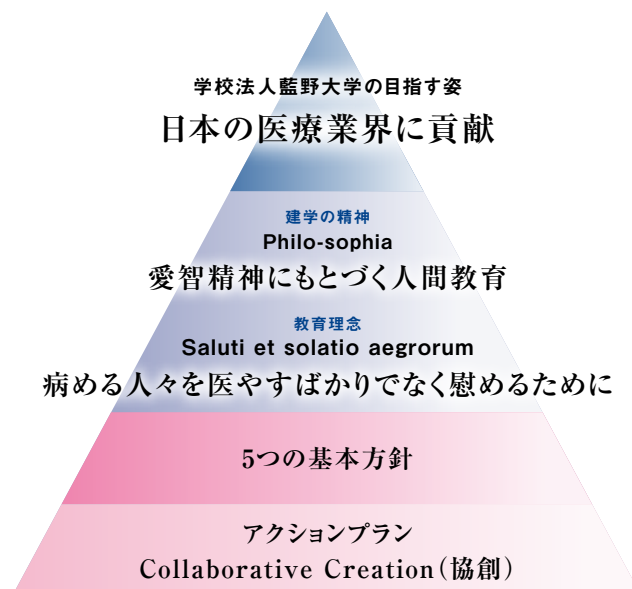 学校法人藍野大学の目指す姿
日本の医療業界に貢献
建学の精神
Philo-sophia
愛智精神にもとづく人間教育
教育理念
Saluti et solatio aegrorum
病める人々を医やすばかりでなく慰めるために
5つの基本方針
アクションプラン
Collaborative Creation(協創)